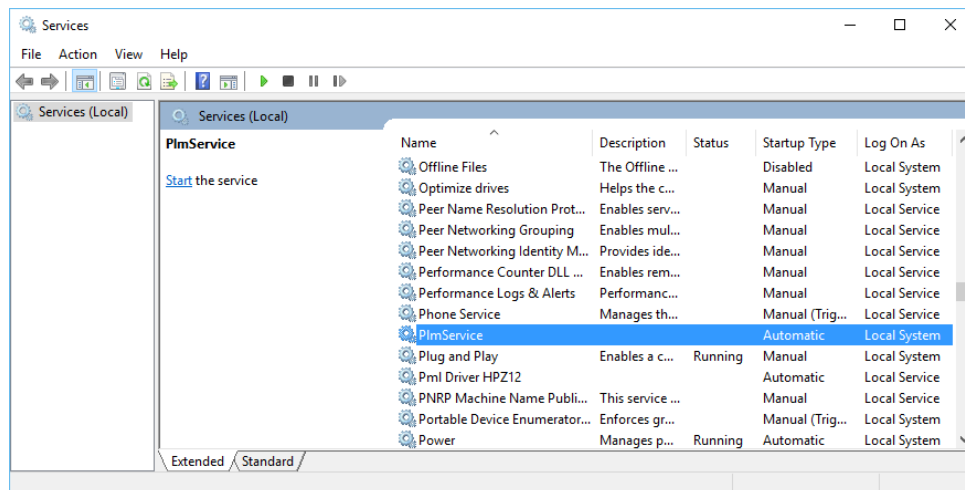 Services
File Action View Help
Services (Local)
Services (Local)
PlmService
Start the service
Name Description Status Startup Type Log On As
Offline Files The Offline ... Disabled Local System
Optimize drives Helps the c... Manual Local System
Peer Name Resolution Prot... Enables serv... Manual Local Service
Peer Networking Grouping Enables mul... Manual Local Service
Peer Networking Identity M... Provides ide... Manual Local Service
Performance Counter DLL ... Enables rem... Manual Local Service
Performance Logs & Alerts Performanc... Manual Local Service
Phone Service Manages th... Manual (Trig... Local Service
PlmService Automatic Local System
Plug and Play Enables a c... Running Manual Local System
Pml Driver HPZ12 Automatic Local Service
PNRP Machine Name Publi... This service ... Manual Local Service
Portable Device Enumerator... Enforces gr... Manual (Trig... Local System
Power Manages p... Running Automatic Local System
Extended Standard